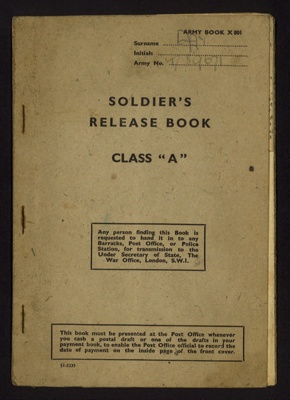 ARMY BOOK X 801
Surname
Initials
Army No.
SOLDIER'S
RELEASE BOOK
CLASS "A"
Any person finding this Book is
requested to hand it in to any
Barracks, Post Office, or Police
Station, for transmission to the
Under Secretary of State, The
War Office, London, S.W.1.
This book must be presented at the Post Office whenever
you cash a postal draft or one of the drafts in your
payment book, to enable the Post Office official to record the
date of payment on the inside page of the front cover.